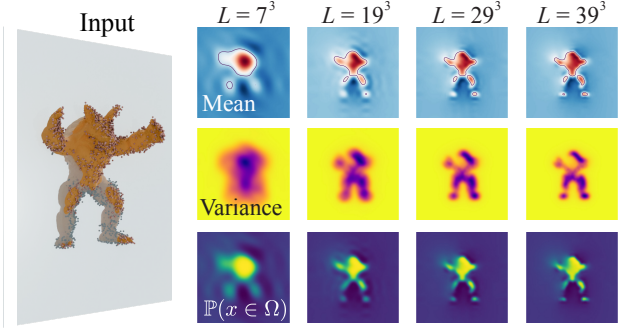 Input
L = 7³
L = 19³
L = 29³
L = 39³
Mean
Variance
ℙ(x ∈ Ω)